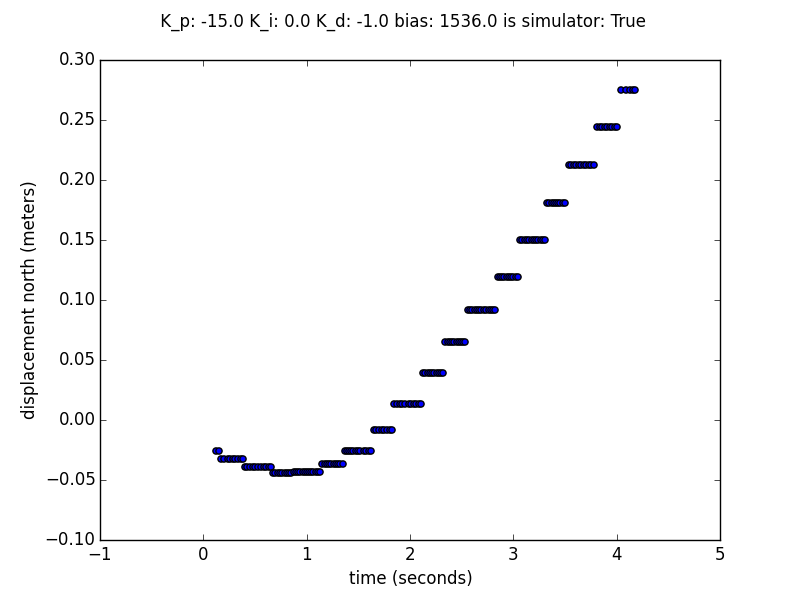 K_p: -15.0 K_i: 0.0 K_d: -1.0 bias: 1536.0 is simulator: True
0.30
0.25
0.20
0.15
0.10
0.05
0.00
−0.05
−0.10
displacement north (meters)
−1 0 1 2 3 4 5
time (seconds)